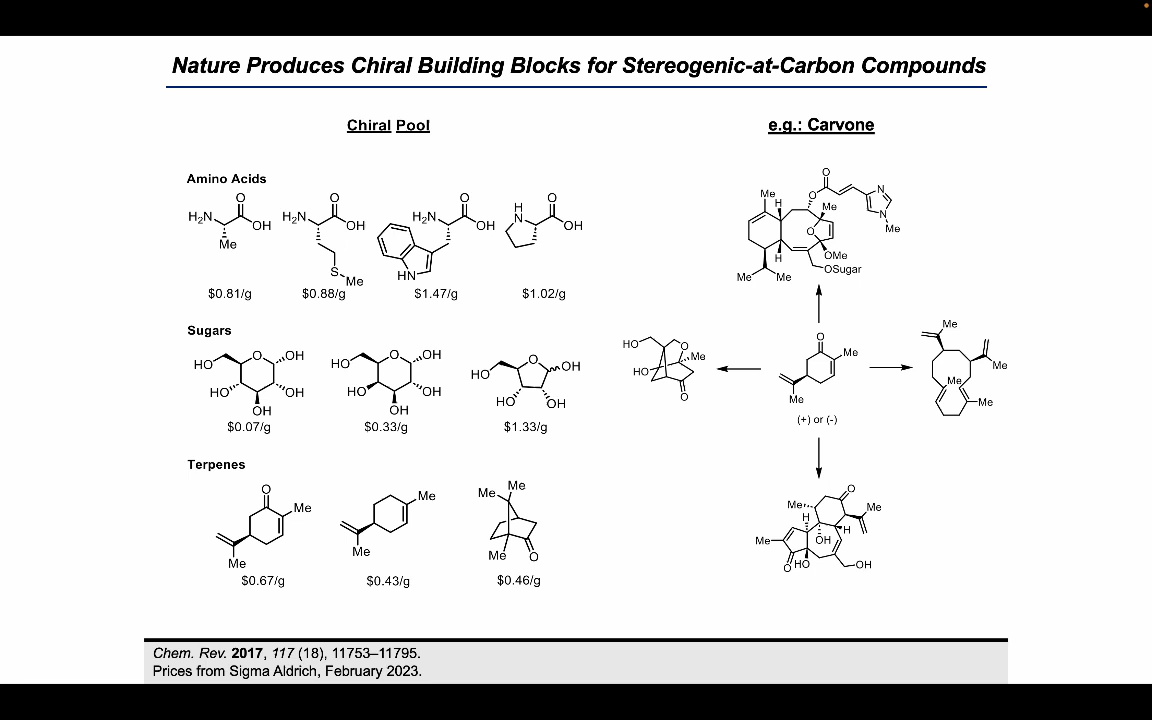 Nature Produces Chiral Building Blocks for Stereogenic-at-Carbon Compounds
Chiral Pool
e.g.: Carvone
Amino Acids
H₂N
O
OH
Me
H₂N
O
OH
S
Me
H₂N
O
OH
HN
H
N
O
OH
$0.81/g
$0.88/g
$1.47/g
$1.02/g
Sugars
HO
O
OH
HO
OH
OH
HO
O
OH
HO
OH
OH
HO
O
OH
HO
OH
$0.07/g
$0.33/g
$1.33/g
Terpenes
O
Me
Me
Me
Me
Me
Me
Me
O
$0.67/g
$0.43/g
$0.46/g
O
O
N
N
Me
Me
H
Me
O
OMe
H
OSugar
Me
Me
HO
O
Me
HO
O
O
Me
Me
(+) or (-)
Me
Me
Me
Me
O
Me
Me
H
H
Me
OH
O
HO
OH
Chem. Rev. 2017, 117 (18), 11753–11795.
Prices from Sigma Aldrich, February 2023.